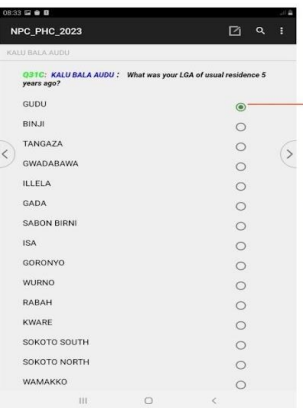 08:33
NPC_PHC_2023
KALU BALA AUDU
Q31C: KALU BALA AUDU : What was your LGA of usual residence 5
years ago?
GUDU
BINJI
TANGAZA
GWADABAWA
ILLELA
GADA
SABON BIRNI
ISA
GORONYO
WURNO
RABAH
KWARE
SOKOTO SOUTH
SOKOTO NORTH
WAMAKKO